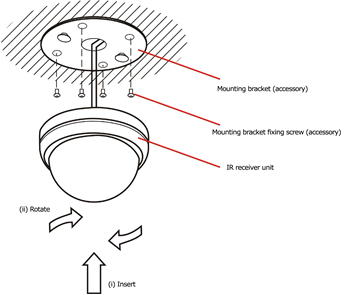 Mounting bracket (accessory)
Mounting bracket fixing screw (accessory)
IR receiver unit
(ii) Rotate
(i) Insert